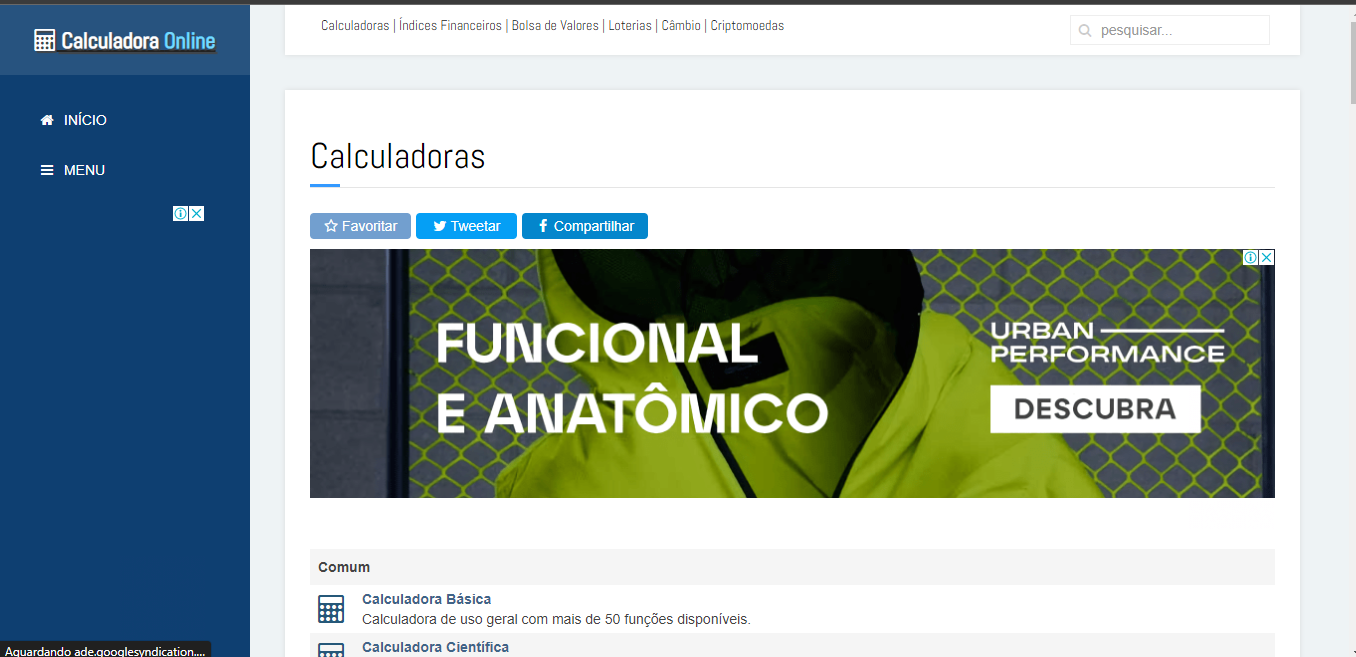 Calculadora Online
INÍCIO
MENU
Calculadoras | Índices Financeiros | Bolsa de Valores | Loterias | Câmbio | Criptomoedas
pesquisar...
Calculadoras
Favoritar
Tweetar
Compartilhar
FUNCIONAL
E ANATÔMICO
URBAN
PERFORMANCE
DESCUBRA
Comum
Calculadora Básica
Calculadora de uso geral com mais de 50 funções disponíveis.
Calculadora Científica
Aguardando ade.googlesyndication....